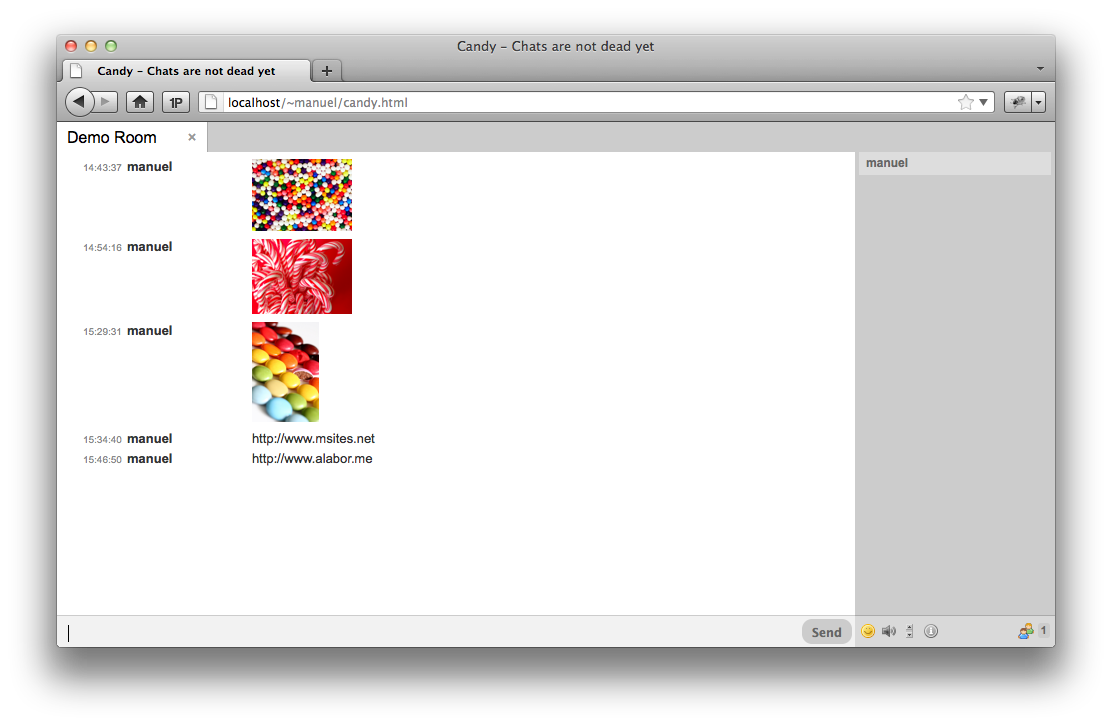 Candy – Chats are not dead yet
Candy – Chats are not dead yet
1P
localhost/~manuel/candy.html
Demo Room ×
manuel
14:43:37 manuel
14:54:16 manuel
15:29:31 manuel
15:34:40 manuel http://www.msites.net
15:46:50 manuel http://www.alabor.me
Send
1